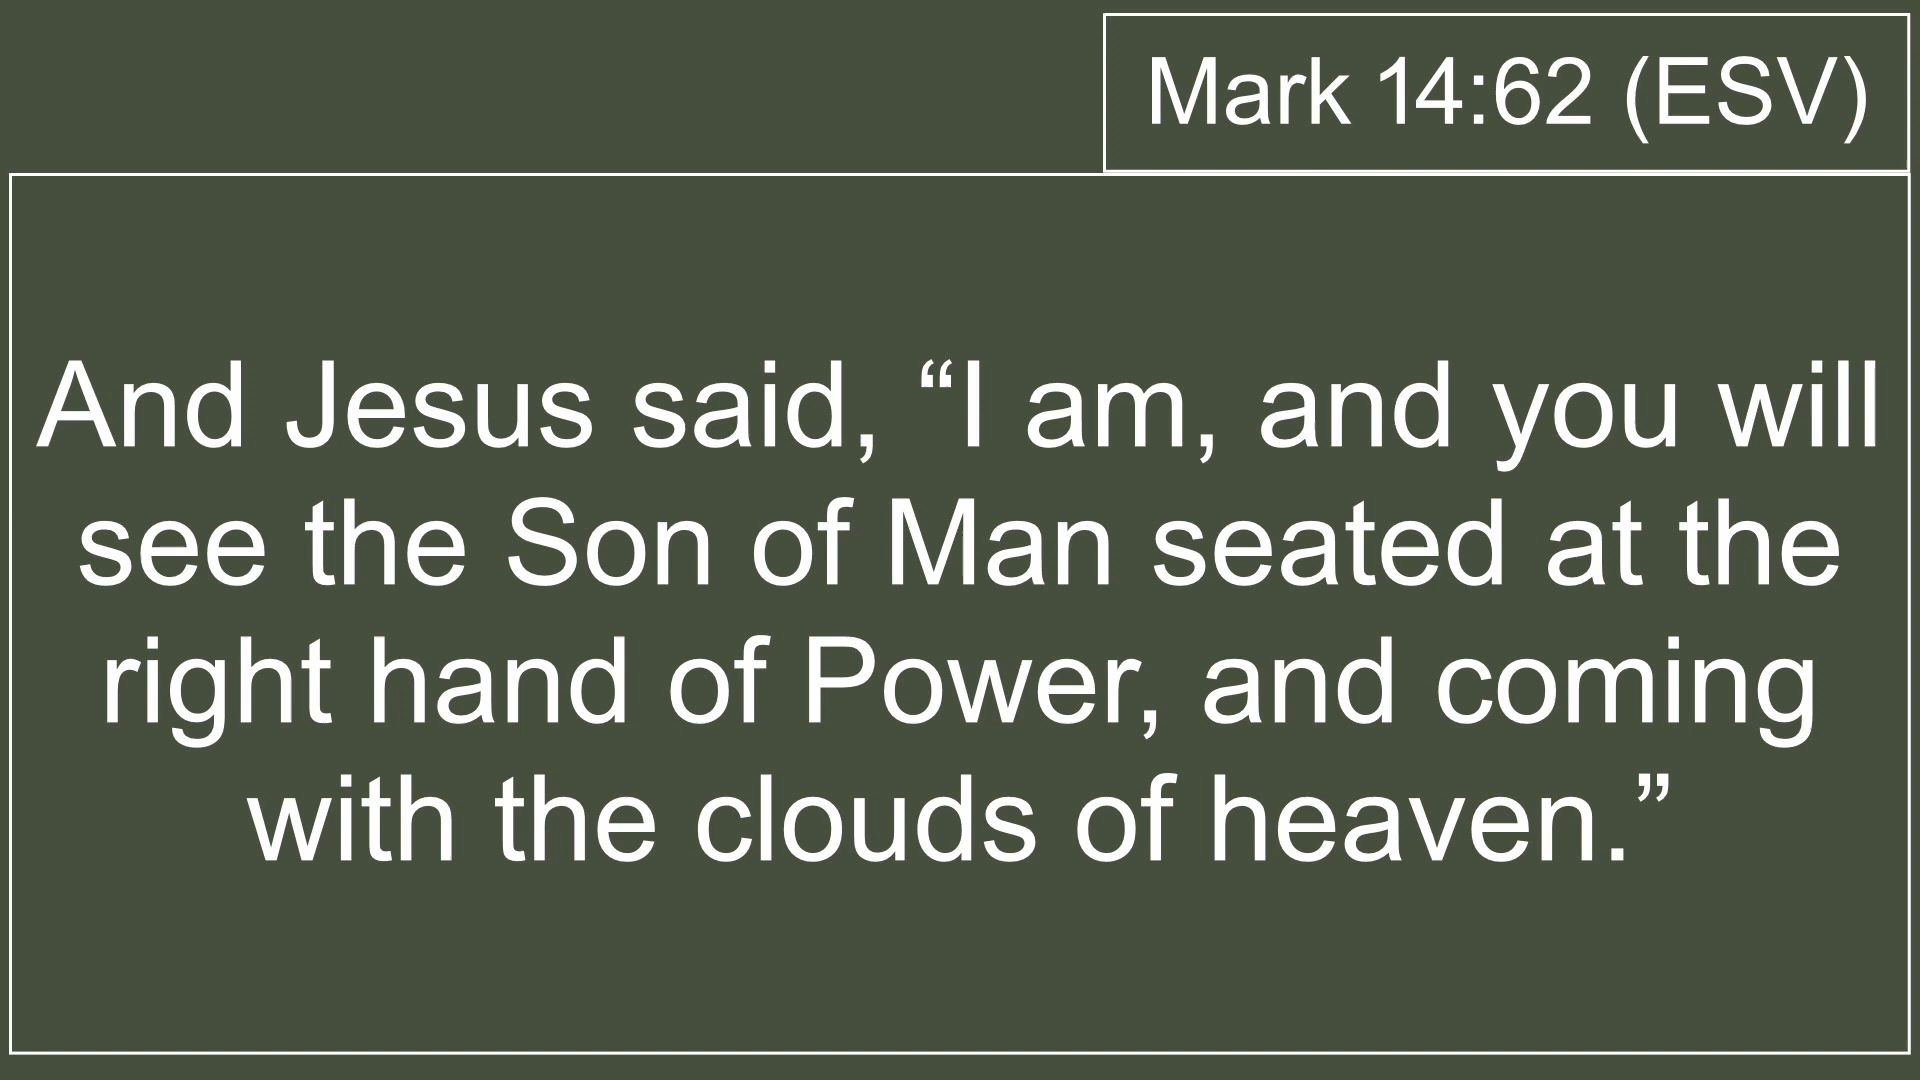 Mark 14:62 (ESV)
And Jesus said, “I am, and you will
see the Son of Man seated at the
right hand of Power, and coming
with the clouds of heaven.”